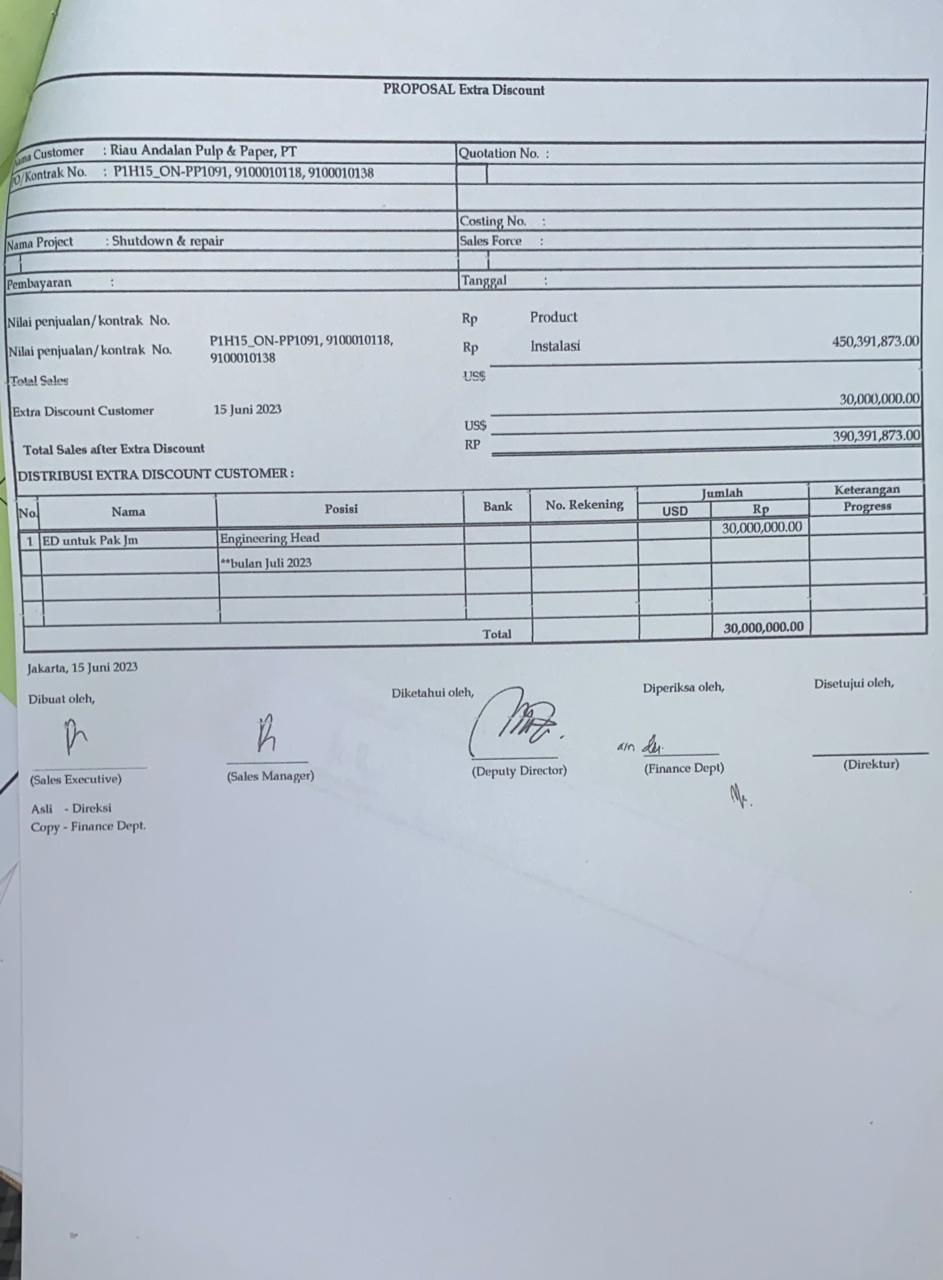 PROPOSAL Extra Discount
Customer : Riau Andalan Pulp & Paper, PT Quotation No. :
O/Kontrak No. : P1H15_ON-PP1091, 9100010118, 9100010138
Costing No. :
Nama Project : Shutdown & repair Sales Force :
Pembayaran : Tanggal :
Nilai penjualan/kontrak No. Rp Product
Nilai penjualan/kontrak No. P1H15_ON-PP1091, 9100010118, 9100010138 Rp Instalasi 450,391,873.00
Total Sales US$
Extra Discount Customer 15 Juni 2023 30,000,000.00
US$
Total Sales after Extra Discount RP 390,391,873.00
DISTRIBUSI EXTRA DISCOUNT CUSTOMER :
No. Nama Posisi Bank No. Rekening Jumlah Keterangan
USD Rp Progress
1 ED untuk Pak Jm Engineering Head 30,000,000.00
**bulan Juli 2023
Total 30,000,000.00
Jakarta, 15 Juni 2023
Dibuat oleh, Diketahui oleh, Diperiksa oleh, Disetujui oleh,
a/n
(Sales Executive) (Sales Manager) (Deputy Director) (Finance Dept) (Direktur)
Asli - Direksi
Copy - Finance Dept.